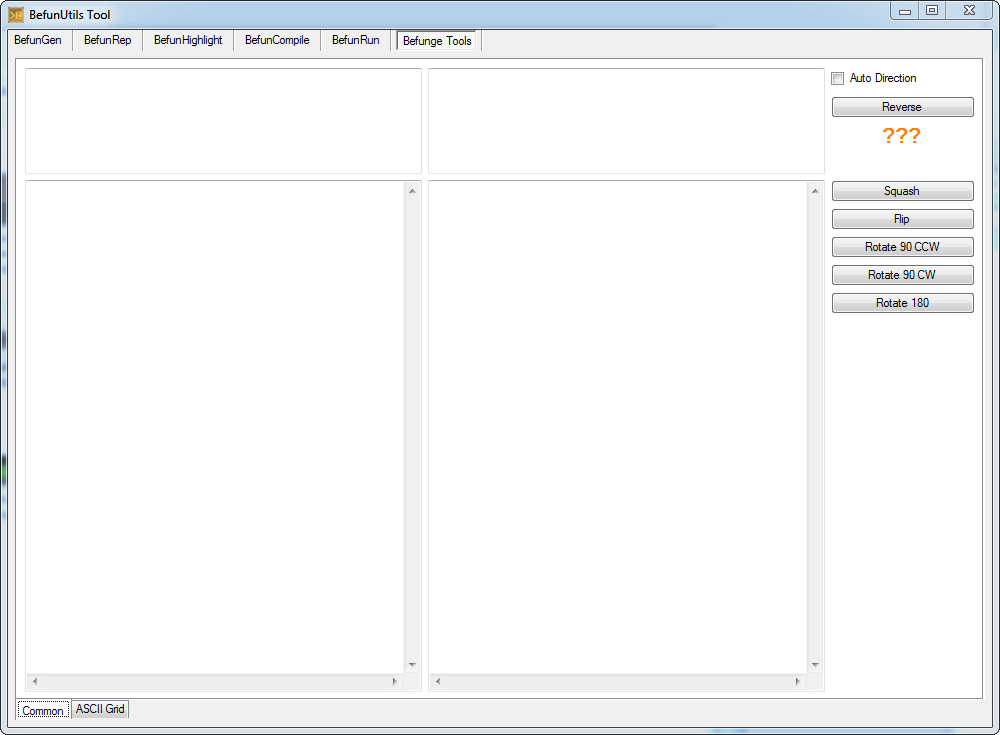 BefunUtils Tool
BefunGen BefunRep BefunHighlight BefunCompile BefunRun Befunge Tools
Auto Direction
Reverse
???
Squash
Flip
Rotate 90 CCW
Rotate 90 CW
Rotate 180
Common ASCII Grid